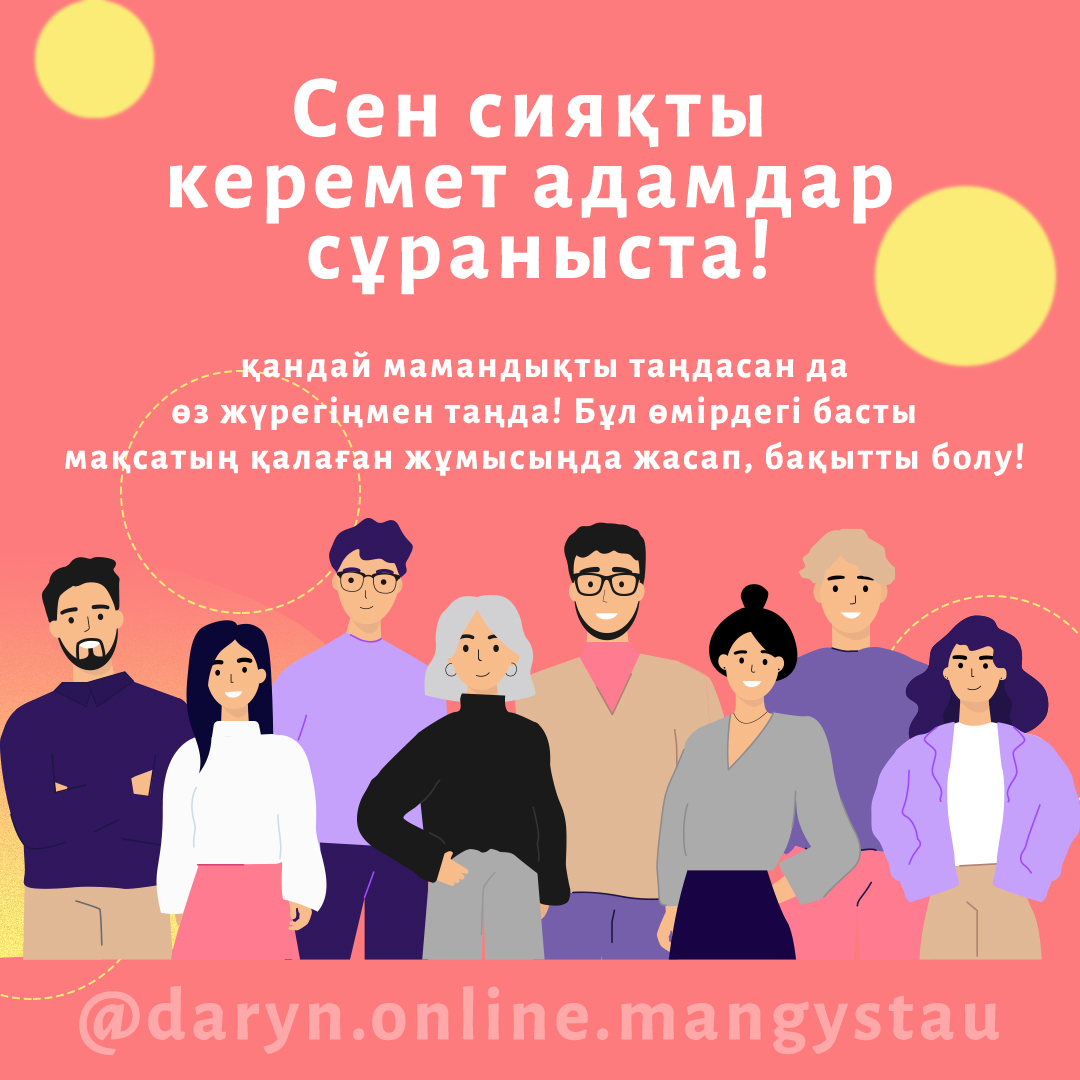 Сен сияқты
керемет адамдар
сұраныста!
қандай мамандықты таңдасан да
өз жүрегіңмен таңда! Бұл өмірдегі басты
мақсатың қалаған жұмысыңда жасап, бақытты болу!
@daryn.online.mangystau